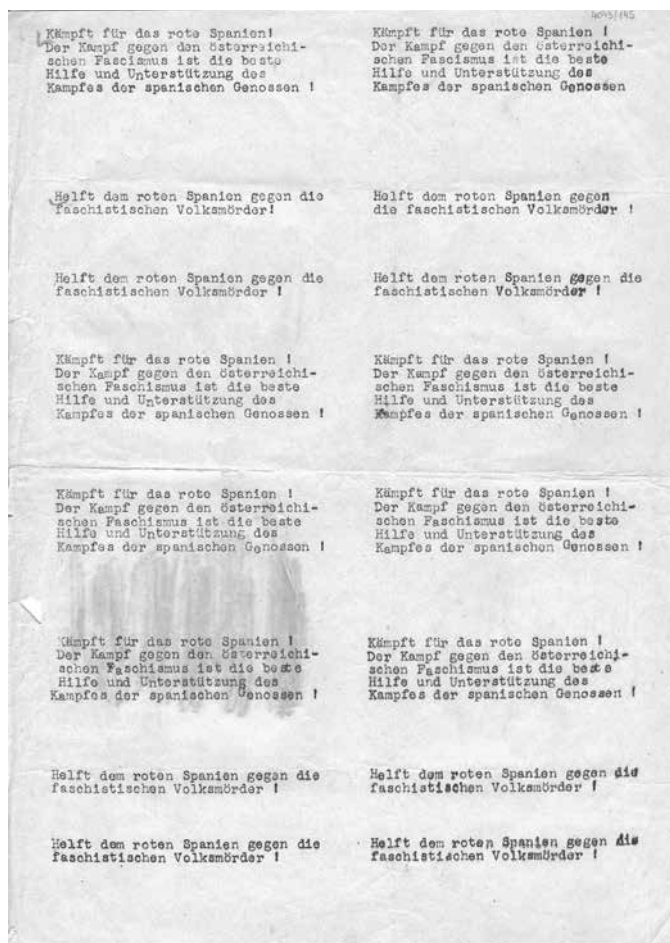 Kämpft für das rote Spanien!
Der Kampf gegen den österreichi-
schen Fascismus ist die beste
Hilfe und Unterstützung des
Kampfes der spanischen Genossen !
Kämpft für das rote Spanien !
Der Kampf gegen den österreichi-
schen Fascismus ist die beste
Hilfe und Unterstützung des
Kampfes der spanischen Genossen
Helft dem roten Spanien gegen die
faschistischen Volksmörder!
Helft dem roten Spanien gegen
die faschistischen Volksmörder !
Helft dem roten Spanien gegen die
faschistischen Volksmörder !
Helft dem roten Spanien gegen die
faschistischen Volksmörder !
Kämpft für das rote Spanien !
Der Kampf gegen den österreichi-
schen Faschismus ist die beste
Hilfe und Unterstützung des
Kampfes der spanischen Genossen !
Kämpft für das rote Spanien !
Der Kampf gegen den österreichi-
schen Faschismus ist die beste
Hilfe und Unterstützung des
Kampfes der spanischen Genossen !
Kämpft für das rote Spanien !
Der Kampf gegen den österreichi-
schen Faschismus ist die beste
Hilfe und Unterstützung des
Kampfes der spanischen Genossen !
Kämpft für das rote Spanien !
Der Kampf gegen den österreichi-
schen Faschismus ist die beste
Hilfe und Unterstützung des
Kampfes der spanischen Genossen !
Kämpft für das rote Spanien !
Der Kampf gegen den österreichi-
schen Faschismus ist die beste
Hilfe und Unterstützung des
Kampfes der spanischen Genossen !
Kämpft für das rote Spanien !
Der Kampf gegen den österreichi-
schen Faschismus ist die beste
Hilfe und Unterstützung des
Kampfes der spanischen Genossen !
Helft dem roten Spanien gegen die
faschistischen Volksmörder !
Helft dem roten Spanien gegen die
faschistischen Volksmörder !
Helft dem roten Spanien gegen die
faschistischen Volksmörder !
Helft dem roten Spanien gegen die
faschistischen Volksmörder !